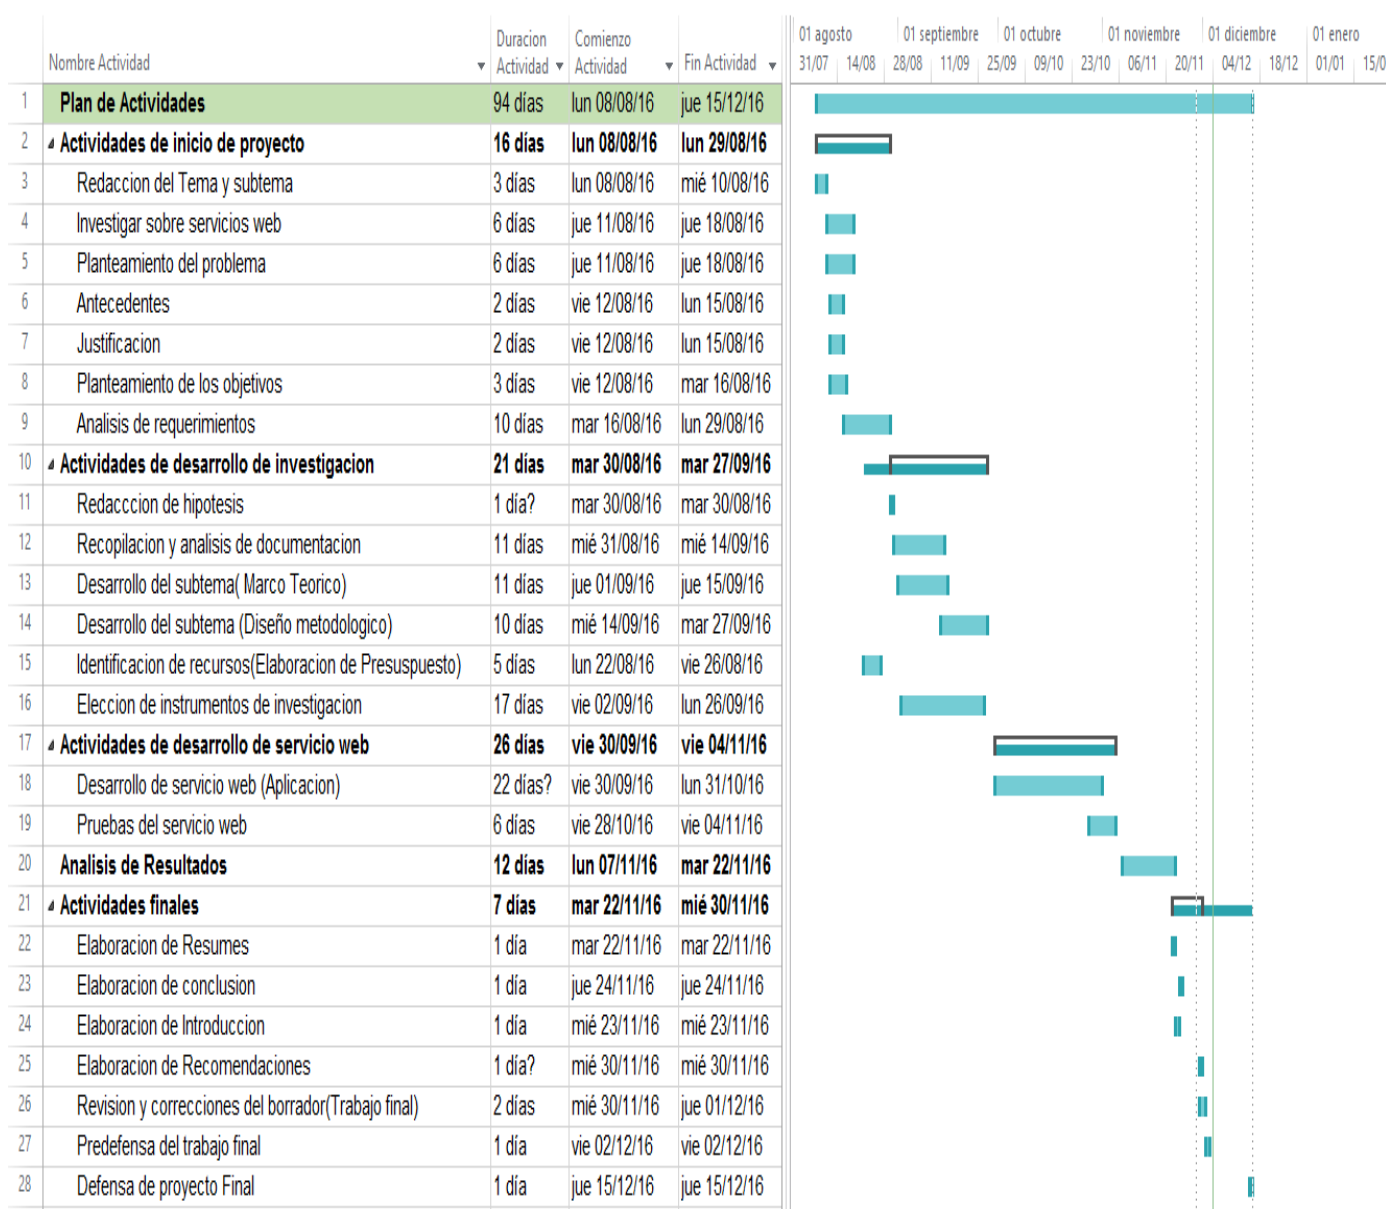 Nombre Actividad Duracion Actividad Comienzo Actividad Fin Actividad
01 agosto 01 septiembre 01 octubre 01 noviembre 01 diciembre 01 enero
31/07 14/08 28/08 11/09 25/09 09/10 23/10 06/11 20/11 04/12 18/12 01/01 15/0
1 Plan de Actividades 94 días lun 08/08/16 jue 15/12/16
2 Actividades de inicio de proyecto 16 días lun 08/08/16 lun 29/08/16
3 Redaccion del Tema y subtema 3 días lun 08/08/16 mié 10/08/16
4 Investigar sobre servicios web 6 días jue 11/08/16 jue 18/08/16
5 Planteamiento del problema 6 días jue 11/08/16 jue 18/08/16
6 Antecedentes 2 días vie 12/08/16 lun 15/08/16
7 Justificacion 2 días vie 12/08/16 lun 15/08/16
8 Planteamiento de los objetivos 3 días vie 12/08/16 mar 16/08/16
9 Analisis de requerimientos 10 días mar 16/08/16 lun 29/08/16
10 Actividades de desarrollo de investigacion 21 días mar 30/08/16 mar 27/09/16
11 Redacccion de hipotesis 1 día? mar 30/08/16 mar 30/08/16
12 Recopilacion y analisis de documentacion 11 días mié 31/08/16 mié 14/09/16
13 Desarrollo del subtema( Marco Teorico) 11 días jue 01/09/16 jue 15/09/16
14 Desarrollo del subtema (Diseño metodologico) 10 días mié 14/09/16 mar 27/09/16
15 Identificacion de recursos(Elaboracion de Presuspuesto) 5 días lun 22/08/16 vie 26/08/16
16 Eleccion de instrumentos de investigacion 17 días vie 02/09/16 lun 26/09/16
17 Actividades de desarrollo de servicio web 26 días vie 30/09/16 vie 04/11/16
18 Desarrollo de servicio web (Aplicacion) 22 días? vie 30/09/16 lun 31/10/16
19 Pruebas del servicio web 6 días vie 28/10/16 vie 04/11/16
20 Analisis de Resultados 12 días lun 07/11/16 mar 22/11/16
21 Actividades finales 7 días mar 22/11/16 mié 30/11/16
22 Elaboracion de Resumes 1 día mar 22/11/16 mar 22/11/16
23 Elaboracion de conclusion 1 día jue 24/11/16 jue 24/11/16
24 Elaboracion de Introduccion 1 día mié 23/11/16 mié 23/11/16
25 Elaboracion de Recomendaciones 1 día? mié 30/11/16 mié 30/11/16
26 Revision y correcciones del borrador(Trabajo final) 2 días mié 30/11/16 jue 01/12/16
27 Predefensa del trabajo final 1 día vie 02/12/16 vie 02/12/16
28 Defensa de proyecto Final 1 día jue 15/12/16 jue 15/12/16